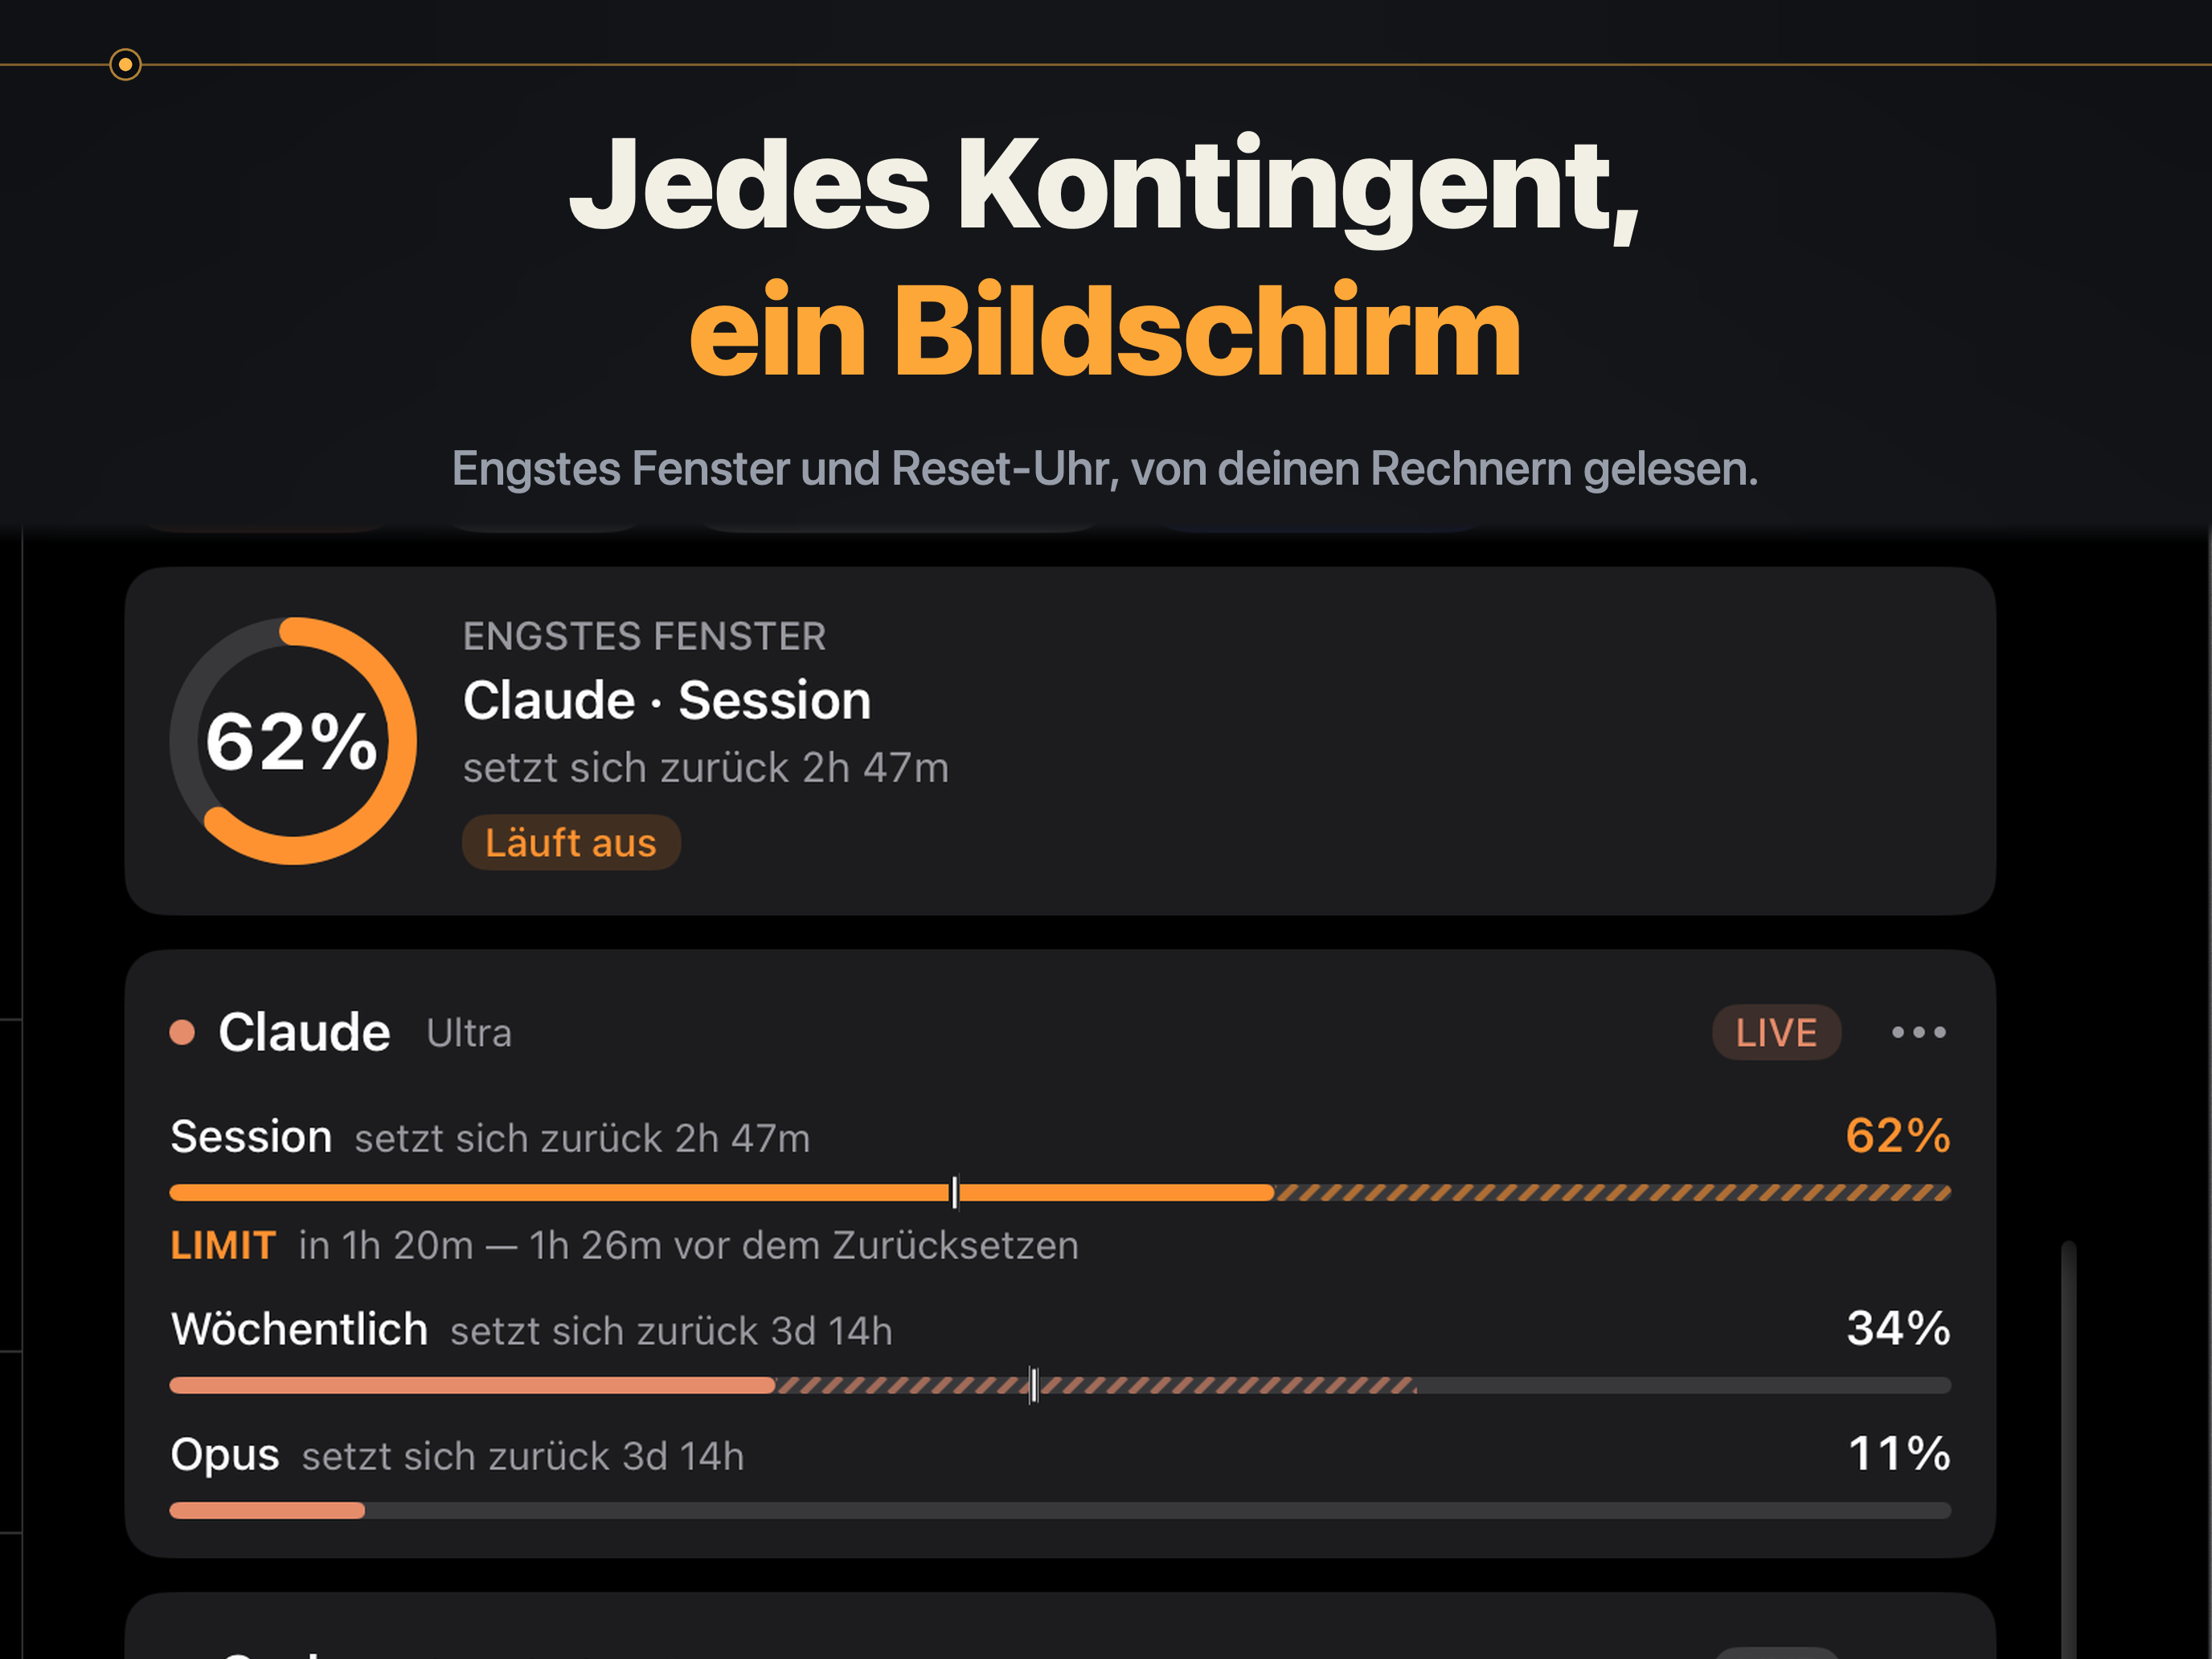 Jedes Kontingent,
ein Bildschirm
Engstes Fenster und Reset-Uhr, von deinen Rechnern gelesen.
62%
ENGSTES FENSTER
Claude · Session
setzt sich zurück 2h 47m
Läuft aus
Claude Ultra LIVE
Session setzt sich zurück 2h 47m 62%
LIMIT in 1h 20m — 1h 26m vor dem Zurücksetzen
Wöchentlich setzt sich zurück 3d 14h 34%
Opus setzt sich zurück 3d 14h 11%